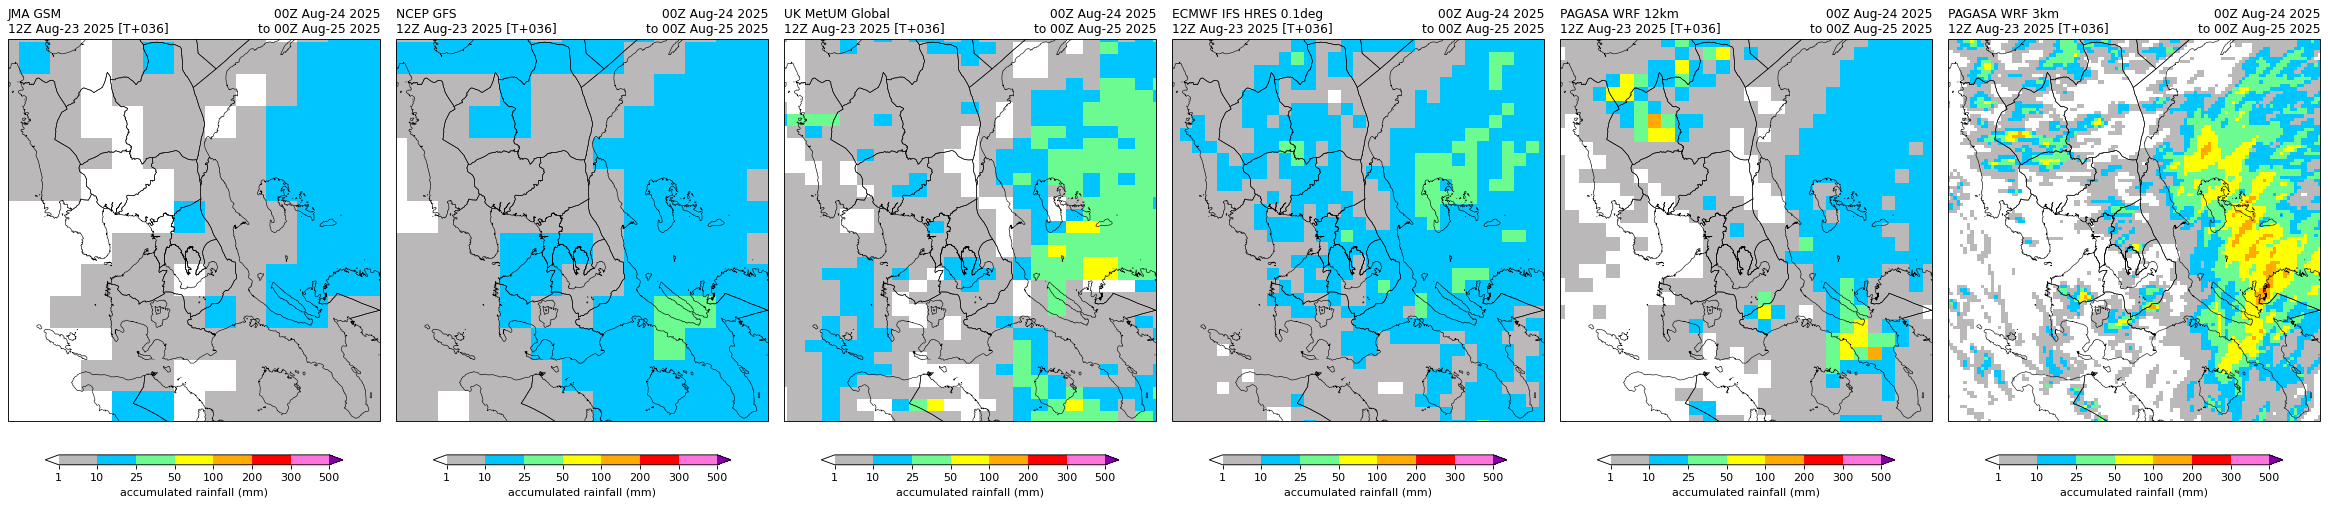 JMA GSM 00Z Aug-24 2025
12Z Aug-23 2025 [T+036] to 00Z Aug-25 2025
1 10 25 50 100 200 300 500
accumulated rainfall (mm)
NCEP GFS 00Z Aug-24 2025
12Z Aug-23 2025 [T+036] to 00Z Aug-25 2025
1 10 25 50 100 200 300 500
accumulated rainfall (mm)
UK MetUM Global 00Z Aug-24 2025
12Z Aug-23 2025 [T+036] to 00Z Aug-25 2025
1 10 25 50 100 200 300 500
accumulated rainfall (mm)
ECMWF IFS HRES 0.1deg 00Z Aug-24 2025
12Z Aug-23 2025 [T+036] to 00Z Aug-25 2025
1 10 25 50 100 200 300 500
accumulated rainfall (mm)
PAGASA WRF 12km 00Z Aug-24 2025
12Z Aug-23 2025 [T+036] to 00Z Aug-25 2025
1 10 25 50 100 200 300 500
accumulated rainfall (mm)
PAGASA WRF 3km 00Z Aug-24 2025
12Z Aug-23 2025 [T+036] to 00Z Aug-25 2025
1 10 25 50 100 200 300 500
accumulated rainfall (mm)